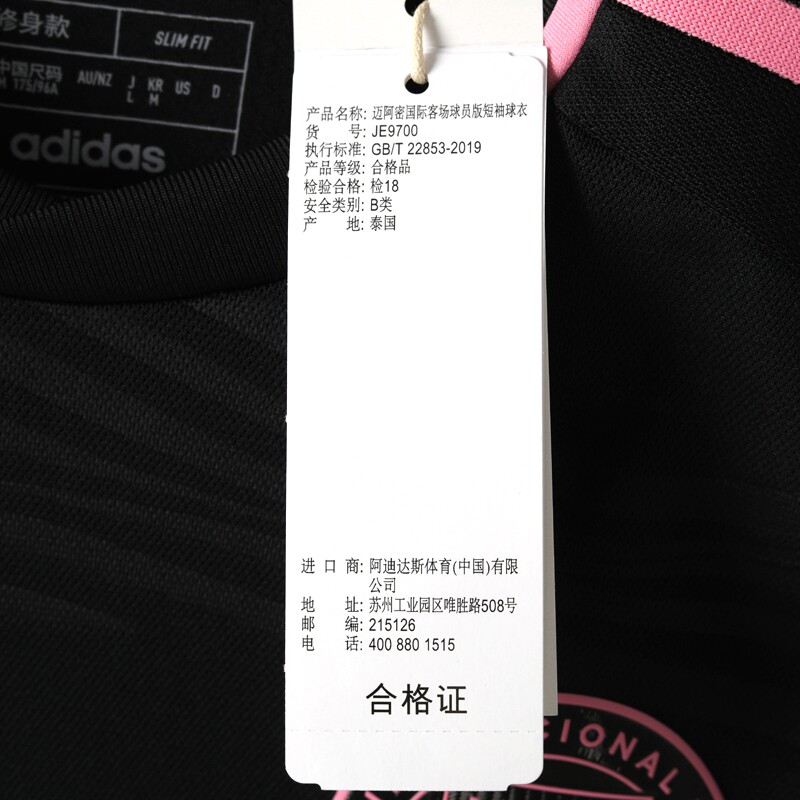 修身款
SLIM FIT
中国尺码 AU/NZ J KR US D
M 175/96A L M
adidas
产品名称: 迈阿密国际客场球员版短袖球衣
货 号: JE9700
执行标准: GB/T 22853-2019
产品等级: 合格品
检验合格: 检18
安全类别: B类
产 地: 泰国
进 口 商: 阿迪达斯体育(中国)有限
公司
地 址: 苏州工业园区唯胜路508号
邮 编: 215126
电 话: 400 880 1515
合格证
CIONAL